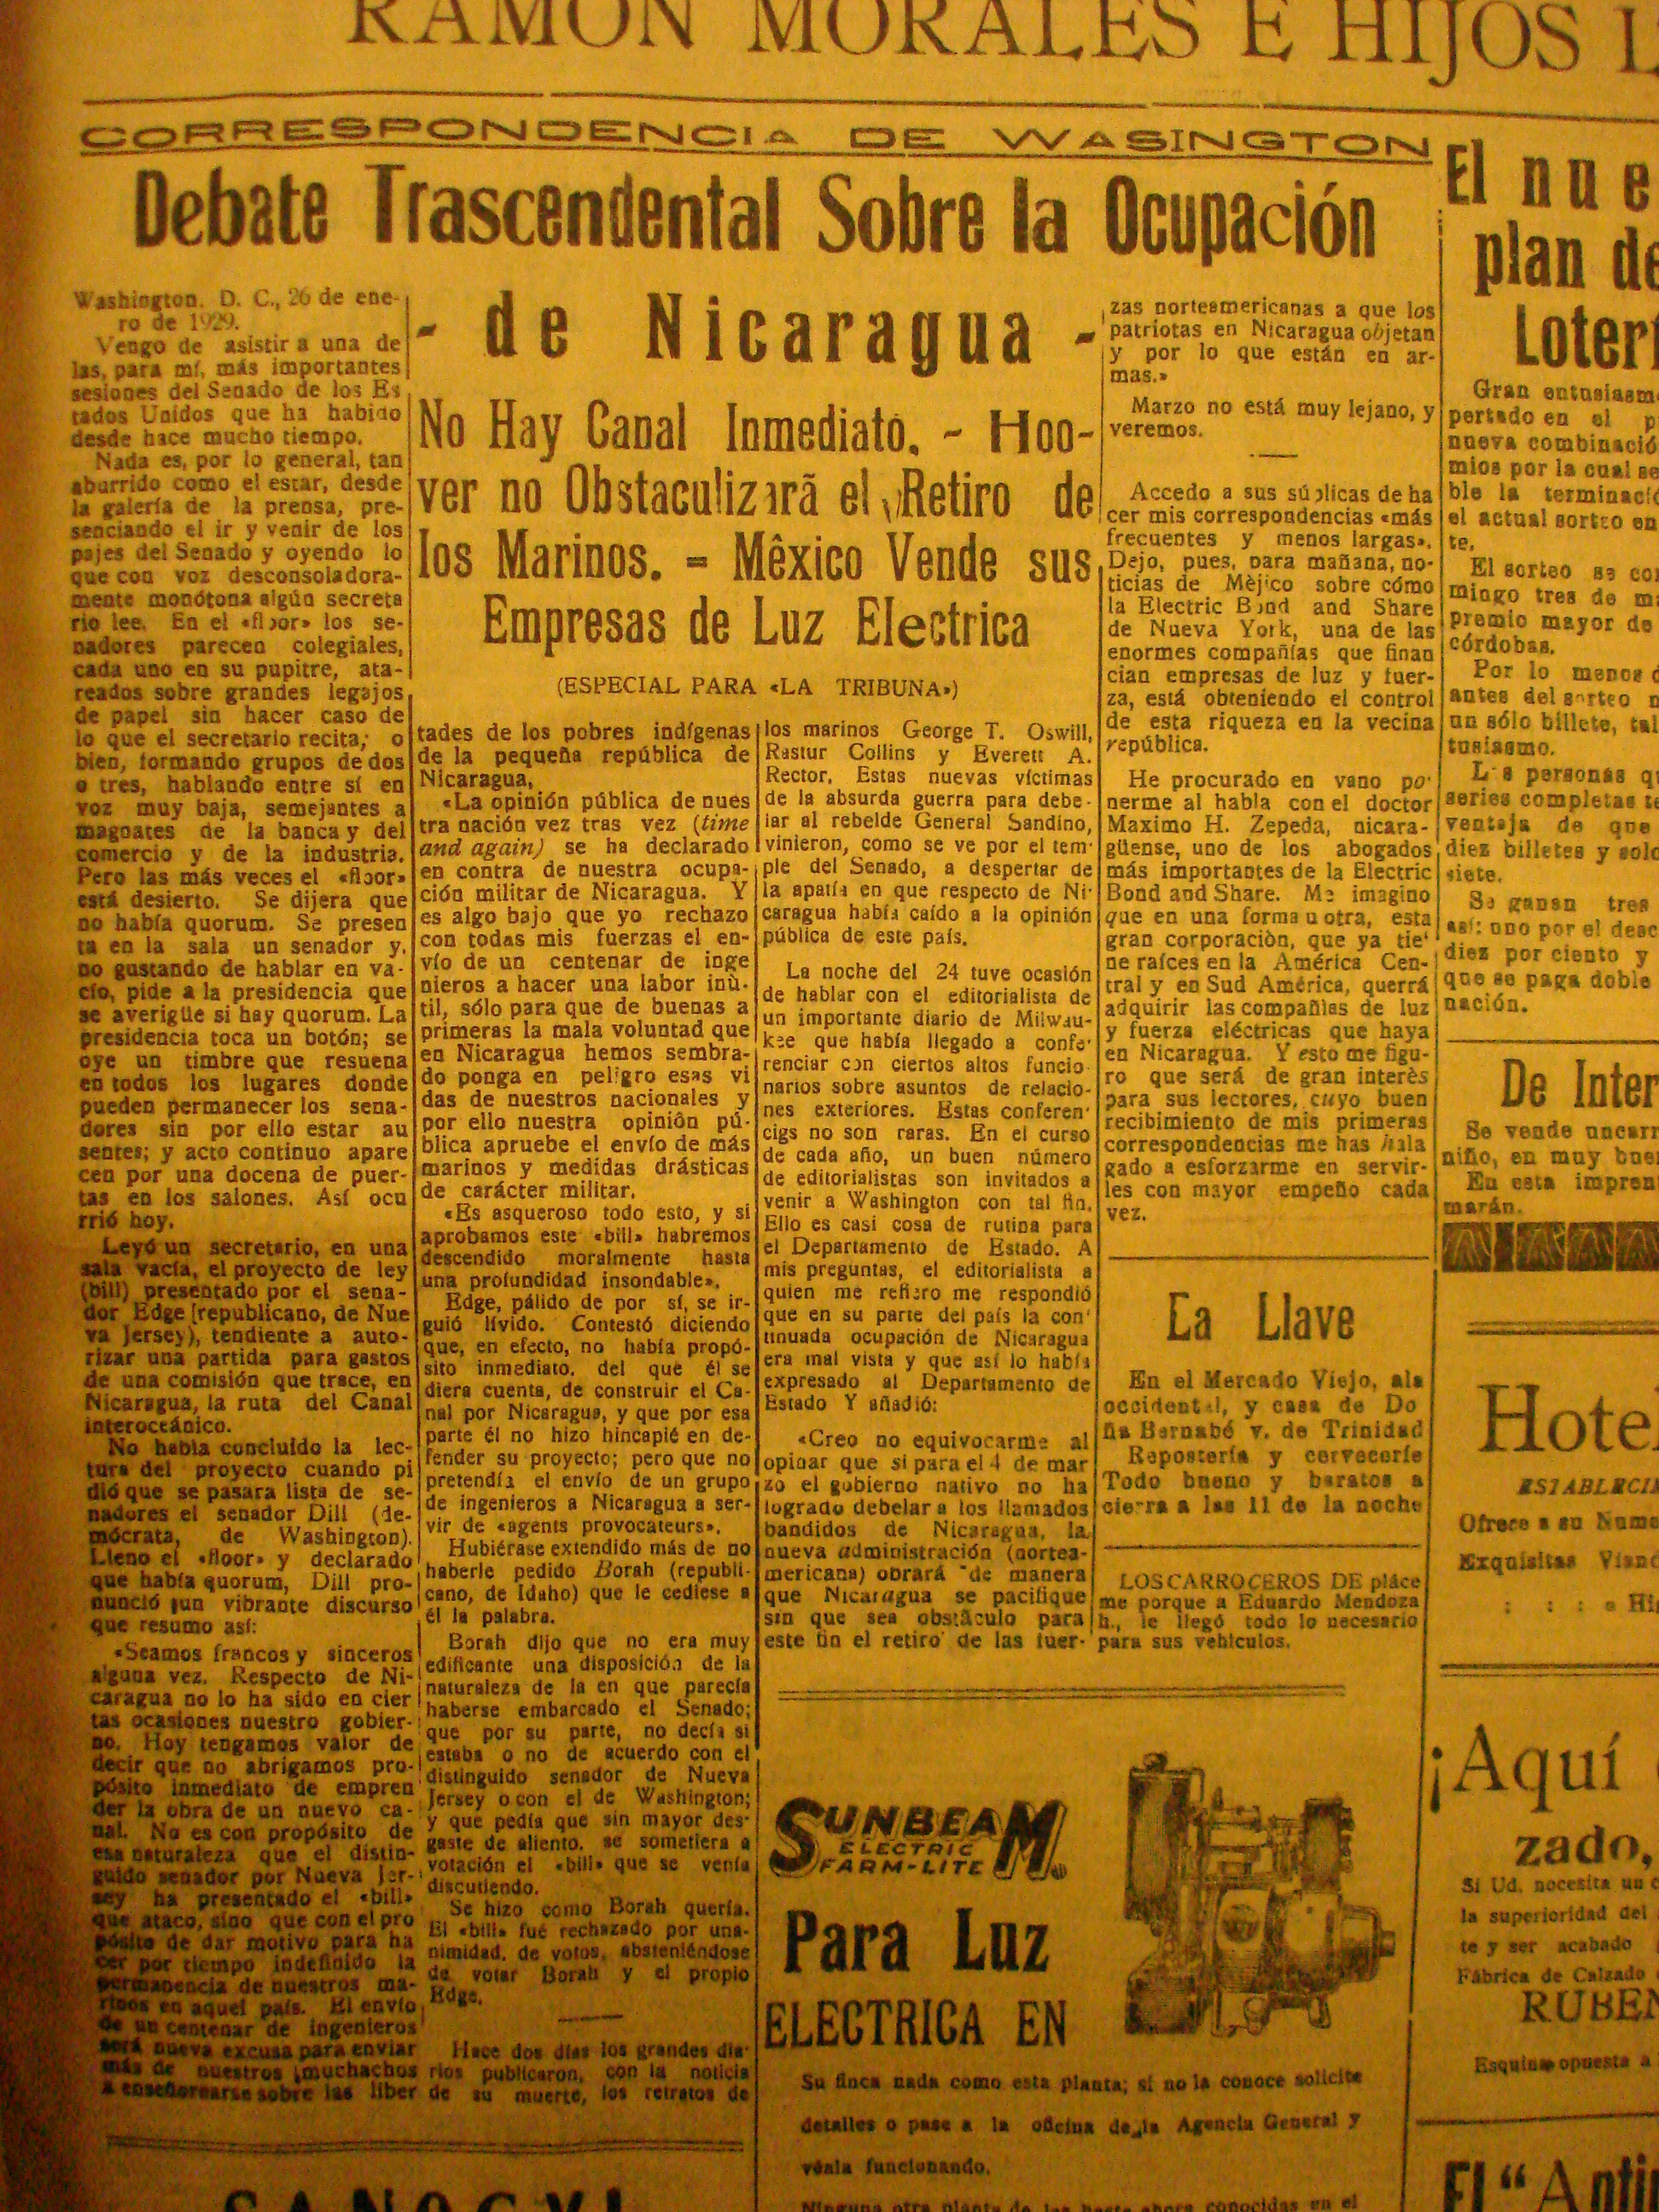 RAMON MORALES E HIJOS
CORRESPONDENCIA DE WASINGTON
Debate Trascendental Sobre la Ocupación
- de Nicaragua -
No Hay Canal Inmediato. - Hoo-
ver no Obstaculizará el Retiro de
los Marinos. = Mêxico Vende sus
Empresas de Luz Electrica
(ESPECIAL PARA «LA TRIBUNA»)
Washington. D. C., 26 de ene-
ro de 1929.
Vengo de asistir a una de
las, para mí, más importantes
sesiones del Senado de los Es
tados Unidos que ha habido
desde hace mucho tiempo.
Nada es, por lo general, tan
aburrido como el estar, desde
la galería de la prensa, pre-
senciando el ir y venir de los
pajes del Senado y oyendo lo
que con voz desconsoladora-
mente monótona algún secreta
rio lee. En el «floor» los se-
nadores parecen colegiales,
cada uno en su pupitre, ata-
reados sobre grandes legajos
de papel sin hacer caso de
lo que el secretario recita; o
bien, formando grupos de dos
o tres, hablando entre sí en
voz muy baja, semejantes a
magnates de la banca y del
comercio y de la industria.
Pero las más veces el «floor»
está desierto. Se dijera que
no había quorum. Se presen
ta en la sala un senador y,
no gustando de hablar en va-
cío, pide a la presidencia que
se averigüe si hay quorum. La
presidencia toca un botón; se
oye un timbre que resuena
en todos los lugares donde
pueden permanecer los sena-
dores sin por ello estar au
sentes; y acto continuo apare
cen por una docena de puer-
tas en los salones. Así ocu
rrió hoy.
Leyó un secretario, en una
sala vacía, el proyecto de ley
(bill) presentado por el sena-
dor Edge [republicano, de Nue
va Jersey), tendiente a auto-
rizar una partida para gastos
de una comisión que trace, en
Nicaragua, la ruta del Canal
interoceánico.
No había concluído la lec-
tura del proyecto cuando pi
dió que se pasara lista de se-
nadores el senador Dill (de-
mócrata, de Washington).
Lleno el «floor» y declarado
que había quorum, Dill pro-
nunció un vibrante discurso
que resumo así:
«Seamos francos y sinceros
alguna vez. Respecto de Ni-
caragua no lo ha sido en cier
tas ocasiones nuestro gobier-
no. Hoy tengamos valor de
decir que no abrigamos pro-
pósito inmediato de empren
der la obra de un nuevo ca-
nal. No es con propósito de
esa naturaleza que el distin-
guido senador por Nueva Jer-
sey ha presentado el «bill»
que ataco, sino que con el pro
pósito de dar motivo para ha
cer por tiempo indefinido la
permanencia de nuestros ma-
rinos en aquel país. El envío
de un centenar de ingenieros
será nueva excusa para enviar
más de nuestros muchachos
a enseñorearse sobre las liber
tades de los pobres indígenas
de la pequeña república de
Nicaragua,
«La opinión pública de nues
tra nación vez tras vez (time
and again) se ha declarado
en contra de nuestra ocupa-
ción militar de Nicaragua. Y
es algo bajo que yo rechazo
con todas mis fuerzas el en-
vío de un centenar de inge
nieros a hacer una labor inù-
til, sólo para que de buenas a
primeras la mala voluntad que
en Nicaragua hemos sembra-
do ponga en peligro esas vi
das de nuestros nacionales y
por ello nuestra opinión pú-
blica apruebe el envío de más
marinos y medidas drásticas
de carácter militar.
«Es asqueroso todo esto, y si
aprobamos este «bill» habremos
descendido moralmente hasta
una profundidad insondable».
Edge, pálido de por sí, se ir-
guió lívido. Contestó diciendo
que, en efecto, no había propó-
sito inmediato, del que él se
diera cuenta, de construir el Ca-
nal por Nicaragua, y que por esa
parte él no hizo hincapié en de-
fender su proyecto; pero que no
pretendía el envío de un grupo
de ingenieros a Nicaragua a ser-
vir de «agents provocateurs».
Hubiérase extendido más de no
haberle pedido Borah (republi-
cano, de Idaho) que le cediese a
él la palabra.
Borah dijo que no era muy
edificante una disposición de la
naturaleza de la en que parecía
haberse embarcado el Senado;
que por su parte, no decía si
estaba o no de acuerdo con el
distinguido senador de Nueva
Jersey o con el de Washington;
y que pedía que sin mayor des-
gaste de aliento, se sometiera a
votación el «bill» que se venía
discutiendo.
Se hizo como Borah quería.
El «bill» fué rechazado por una-
nimidad, de votos, absteniéndose
de votar Borah y el propio
Edge.
Hace dos días los grandes dia-
rios publicaron, con la noticia
de su muerte, los retratos de
los marinos George T. Oswill,
Rastur Collins y Everett A.
Rector. Estas nuevas víctimas
de la absurda guerra para debe-
lar al rebelde General Sandino,
vinieron, como se ve por el tem-
ple del Senado, a despertar de
la apatía en que respecto de Ni-
caragua había caído a la opinión
pública de este país.
La noche del 24 tuve ocasión
de hablar con el editorialista de
un importante diario de Milwau-
kee que había llegado a confe-
renciar con ciertos altos funcio-
narios sobre asuntos de relacio-
nes exteriores. Estas conferen-
cigs no son raras. En el curso
de cada año, un buen número
de editorialistas son invitados a
venir a Washington con tal fin.
Ello es casi cosa de rutina para
el Departamento de Estado. A
mis preguntas, el editorialista a
quien me refiero me respondió
que en su parte del país la con-
tinuada ocupación de Nicaragua
era mal vista y que así lo había
expresado al Departamento de
Estado Y añadió:
«Creo no equivocarme al
opinar que si para el 4 de mar
zo el gobierno nativo no ha
logrado debelar a los llamados
bandidos de Nicaragua, la
nueva administración (nortea-
mericana) obrará de manera
que Nicaragua se pacifique
sin que sea obstáculo para
este fin el retiro de las fuer-
zas norteamericanas a que los
patriotas en Nicaragua objetan
y por lo que están en ar-
mas.»
Marzo no está muy lejano, y
veremos.
Accedo a sus súplicas de ha
cer mis correspondencias «más
frecuentes y menos largas».
Dejo, pues, para mañana, no-
ticias de Mèjico sobre cómo
la Electric Bond and Share
de Nueva York, una de las
enormes compañías que finan
cian empresas de luz y fuer-
za, está obteniendo el control
de esta riqueza en la vecina
república.
He procurado en vano po-
nerme al habla con el doctor
Maximo H. Zepeda, nicara-
güense, uno de los abogados
más importantes de la Electric
Bond and Share. Me imagino
que en una forma u otra, esta
gran corporaciòn, que ya tie-
ne raíces en la América Cen-
tral y en Sud América, querrá
adquirir las compañías de luz
y fuerza eléctricas que haya
en Nicaragua. Y esto me figu-
ro que será de gran interès
para sus lectores, cuyo buen
recibimiento de mis primeras
correspondencias me has hala
gado a esforzarme en servir-
les con mayor empeño cada
vez.
La Llave
En el Mercado Viejo, ala
occidental, y casa de Do
ña Bernabé v. de Trinidad
Repostería y cervecería
Todo bueno y baratos a
cierra a las 11 de la noche
LOS CARROCEROS DE pláce
me porque a Eduardo Mendoza
h., le llegó todo lo necesario
para sus vehículos.
SUNBEAM
ELECTRIC
FARM-LITE
Para Luz
ELECTRICA EN
Su finca nada como esta planta; si no la conoce solicite
detalles o pase a la oficina de la Agencia General y
véala funcionando.
El nue
plan de
Loter
Gran entusiasm
pertado en el p
nueva combinació
mios por la cual se
ble la terminació
el actual sorteo en
te.
El sorteo se co
mingo tres de m
premio mayor de
córdobas.
Por lo menos
antes del sorteo
un sólo billete, tal
tusiasmo.
Las personas q
series completas t
ventaja de que
diez billetes y solo
siete.
Se ganan tres
así: uno por el desc
diez por ciento y
que se paga doble
nación.
De Inter
Se vende un carr
niño, en muy bue
En esta impren
marán.
Hote
ESTABLECI
Ofrece a su Nume
Exquisitas Vian
¡Aquí
zado,
Si Ud. necesita un
la superioridad del
te y ser acabado
Fábrica de Calzado
RUBEN
Esquina opuesta a
El "Anti